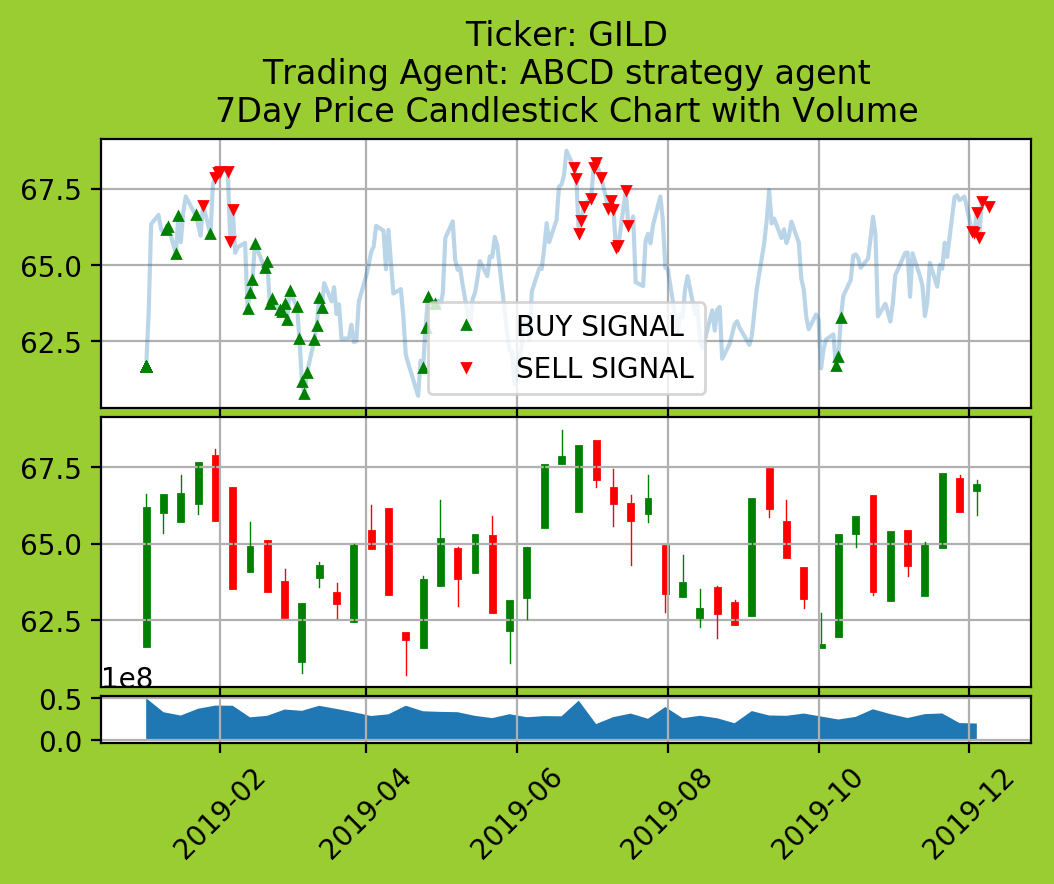 Ticker: GILD
Trading Agent: ABCD strategy agent
7Day Price Candlestick Chart with Volume
67.5
65.0
62.5
BUY SIGNAL
SELL SIGNAL
67.5
65.0
62.5
1e8
0.5
0.0
2019-02
2019-04
2019-06
2019-08
2019-10
2019-12